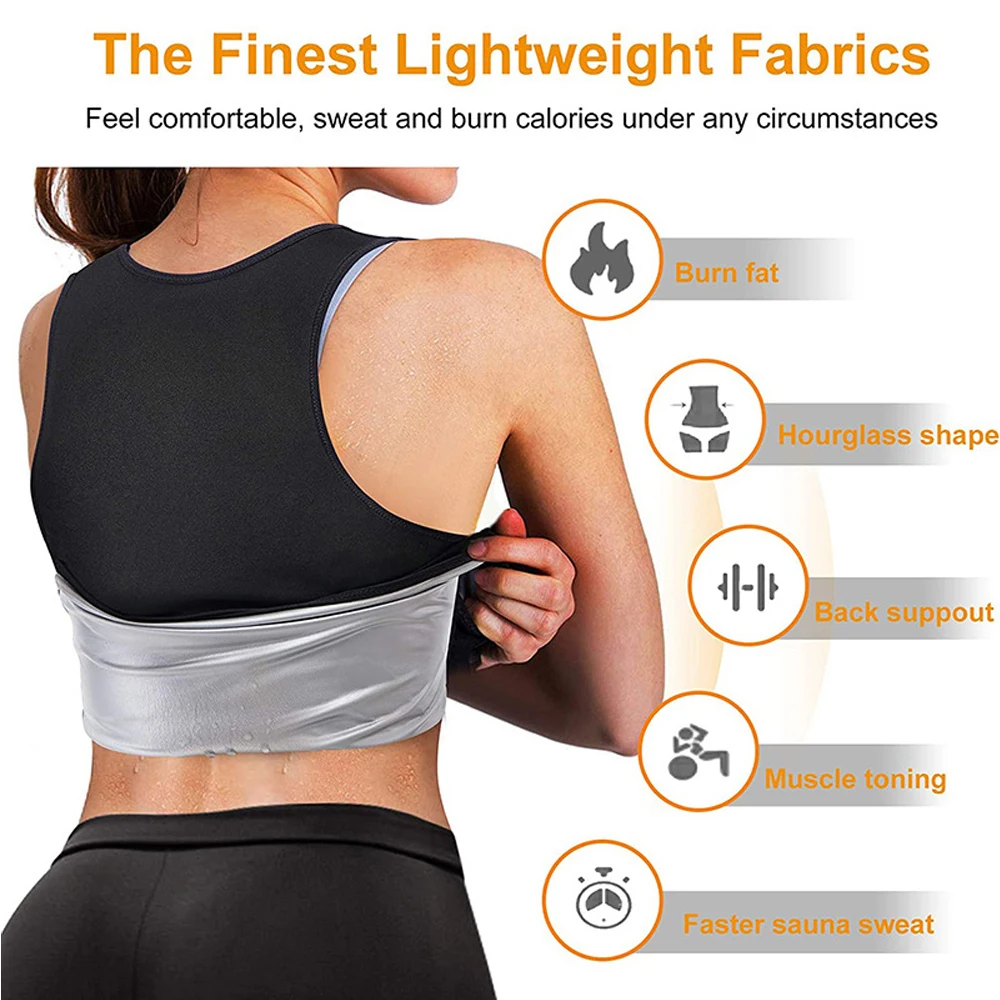 The Finest Lightweight Fabrics
Feel comfortable, sweat and burn calories under any circumstances
Burn fat
Hourglass shape
Back suppout
Muscle toning
Faster sauna sweat